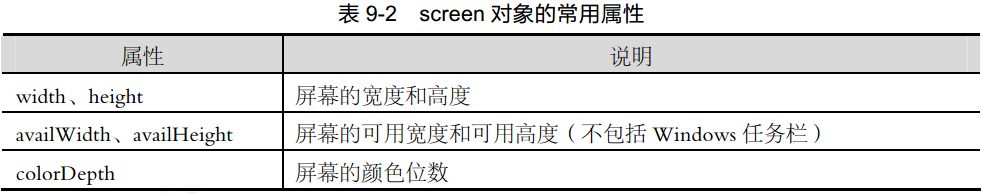 表 9-2 screen 对象的常用属性
属性 说明
width、height 屏幕的宽度和高度
availWidth、availHeight 屏幕的可用宽度和可用高度（不包括 Windows 任务栏）
colorDepth 屏幕的颜色位数